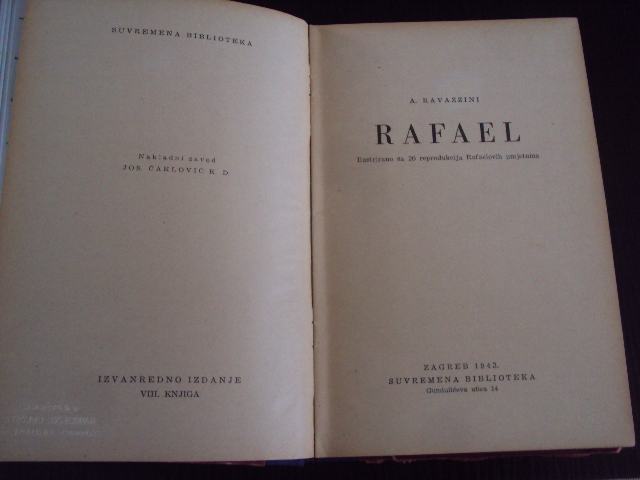 SUVREMENA BIBLIOTEKA
Nakladni zavod
JOS. ČAKLOVIĆ K. D.
IZVANREDNO IZDANJE
VIII. KNJIGA
A. RAVAZZINI
RAFAEL
Ilustrirano sa 26 reprodukcija Rafaelovih umjetnina
ZAGREB 1943.
SUVREMENA BIBLIOTEKA
Gundulićeva ulica 14